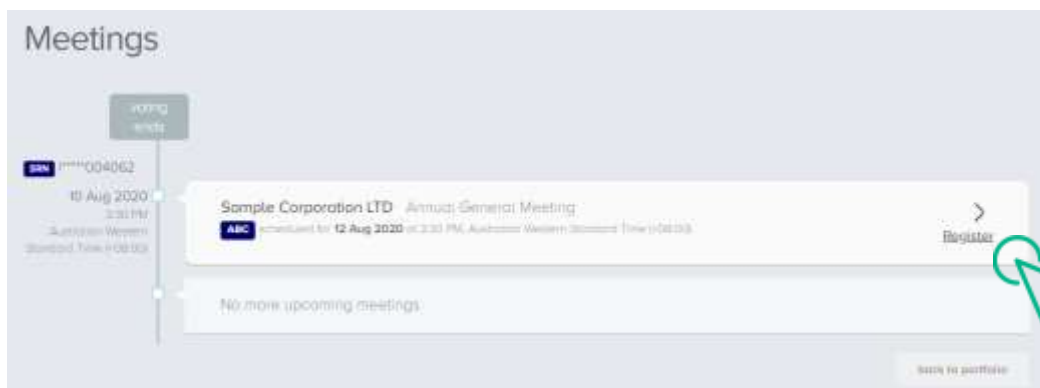 Meetings
voting
ends
SRN I*****004062
10 Aug 2020
3:30 PM
Australian Western
Standard Time (+08:00)
Sample Corporation LTD Annual General Meeting
ABC scheduled for 12 Aug 2020 at 3:30 PM, Australian Western Standard Time (+08:00)
Register
No more upcoming meetings
back to portfolio